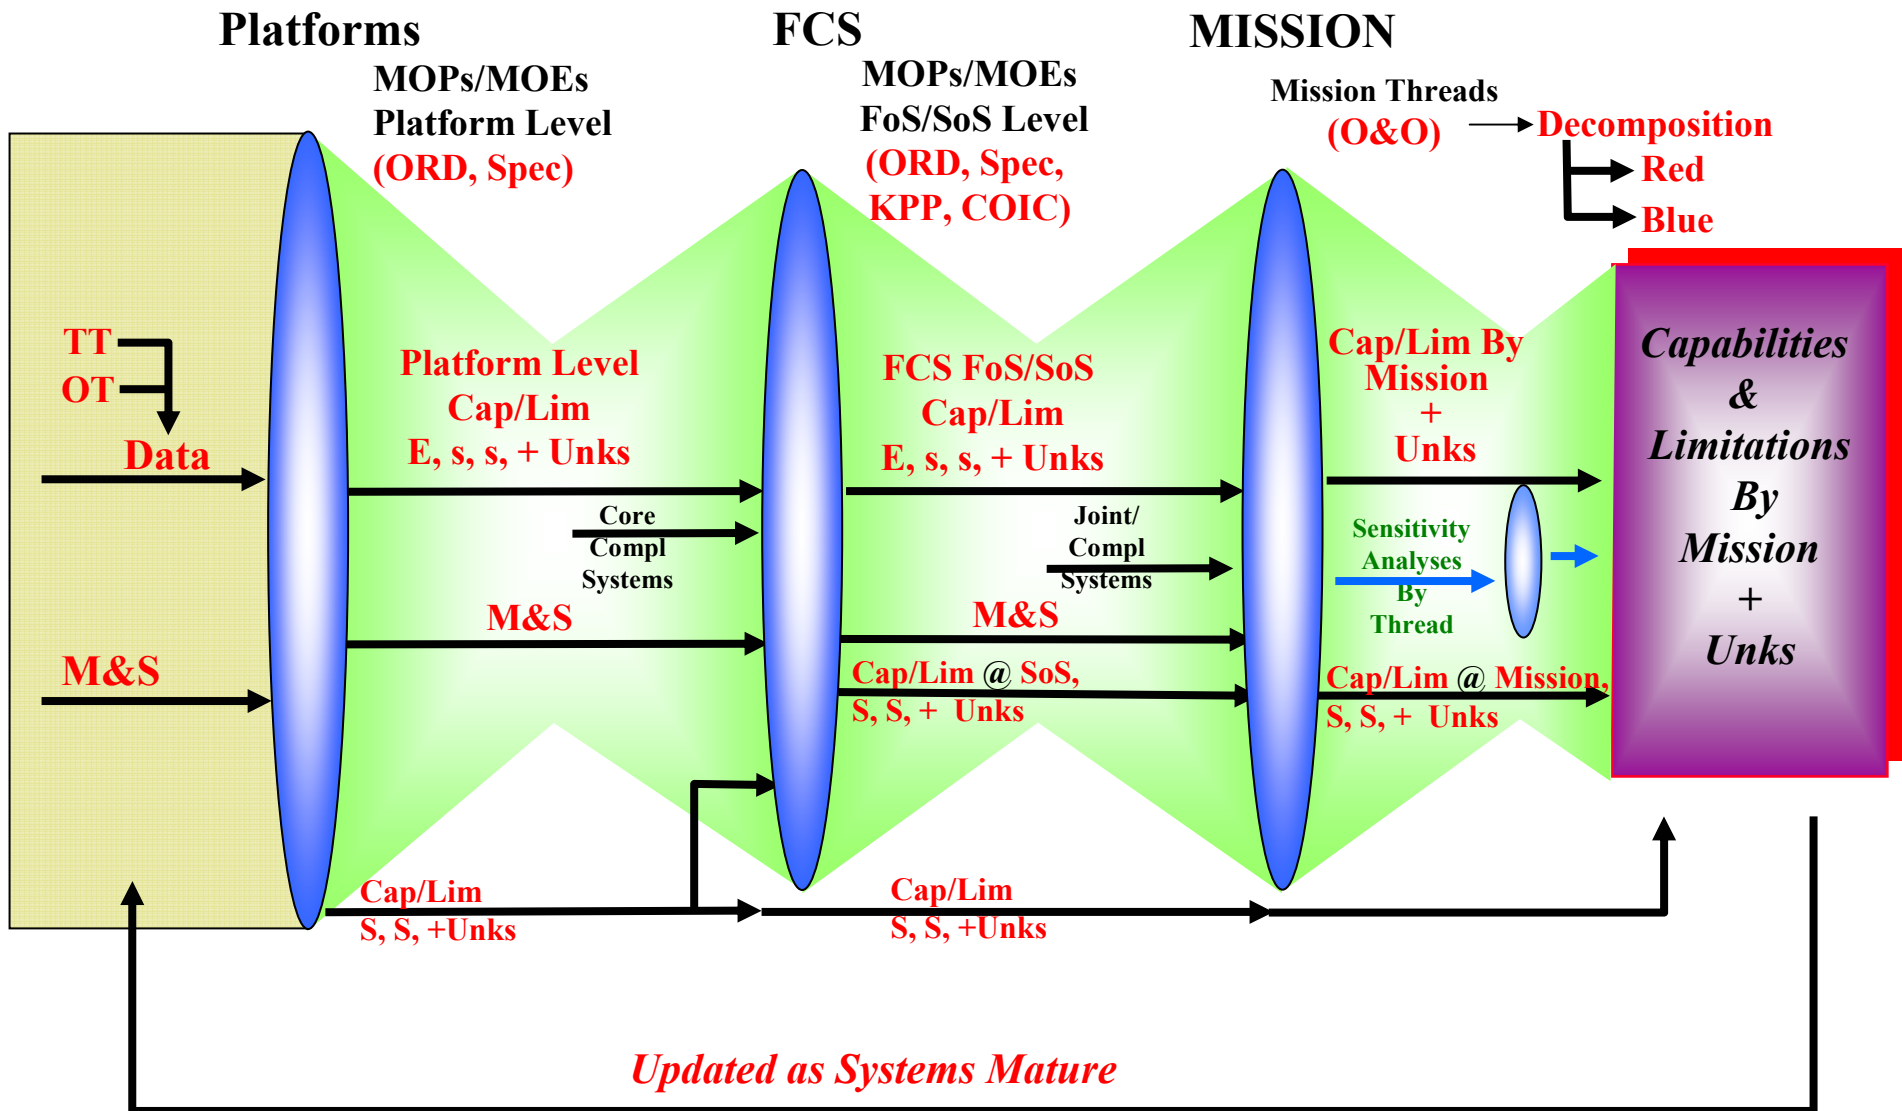 Platforms
FCS
MISSION
MOPs/MOEs
Platform Level
(ORD, Spec)
MOPs/MOEs
FoS/SoS Level
(ORD, Spec,
KPP, COIC)
Mission Threads
(O&O)
Decomposition
Red
Blue
TT
OT
Data
M&S
Platform Level
Cap/Lim
E, s, s, + Unks
Core
Compl
Systems
M&S
FCS FoS/SoS
Cap/Lim
E, s, s, + Unks
Joint/
Compl
Systems
M&S
Cap/Lim @ SoS,
S, S, + Unks
Cap/Lim By
Mission
+
Unks
Sensitivity
Analyses
By
Thread
Cap/Lim @ Mission,
S, S, + Unks
Capabilities
&
Limitations
By
Mission
+
Unks
Cap/Lim
S, S, +Unks
Cap/Lim
S, S, +Unks
Updated as Systems Mature